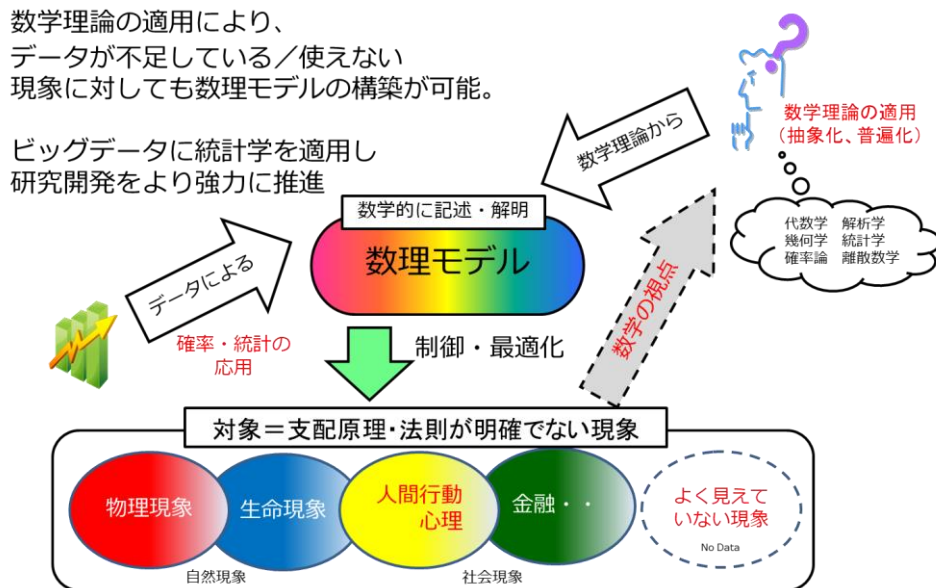 数学理論の適用により、
データが不足している／使えない
現象に対しても数理モデルの構築が可能。
ビッグデータに統計学を適用し
研究開発をより強力に推進
数学理論から
数学理論の適用
（抽象化、普遍化）
代数学　解析学
幾何学　統計学
確率論　離散数学
数学的に記述・解明
数理モデル
データによる
確率・統計の
応用
制御・最適化
数学の視点
対象＝支配原理・法則が明確でない現象
物理現象
生命現象
人間行動
心理
金融・・
よく見えて
いない現象
No Data
自然現象
社会現象